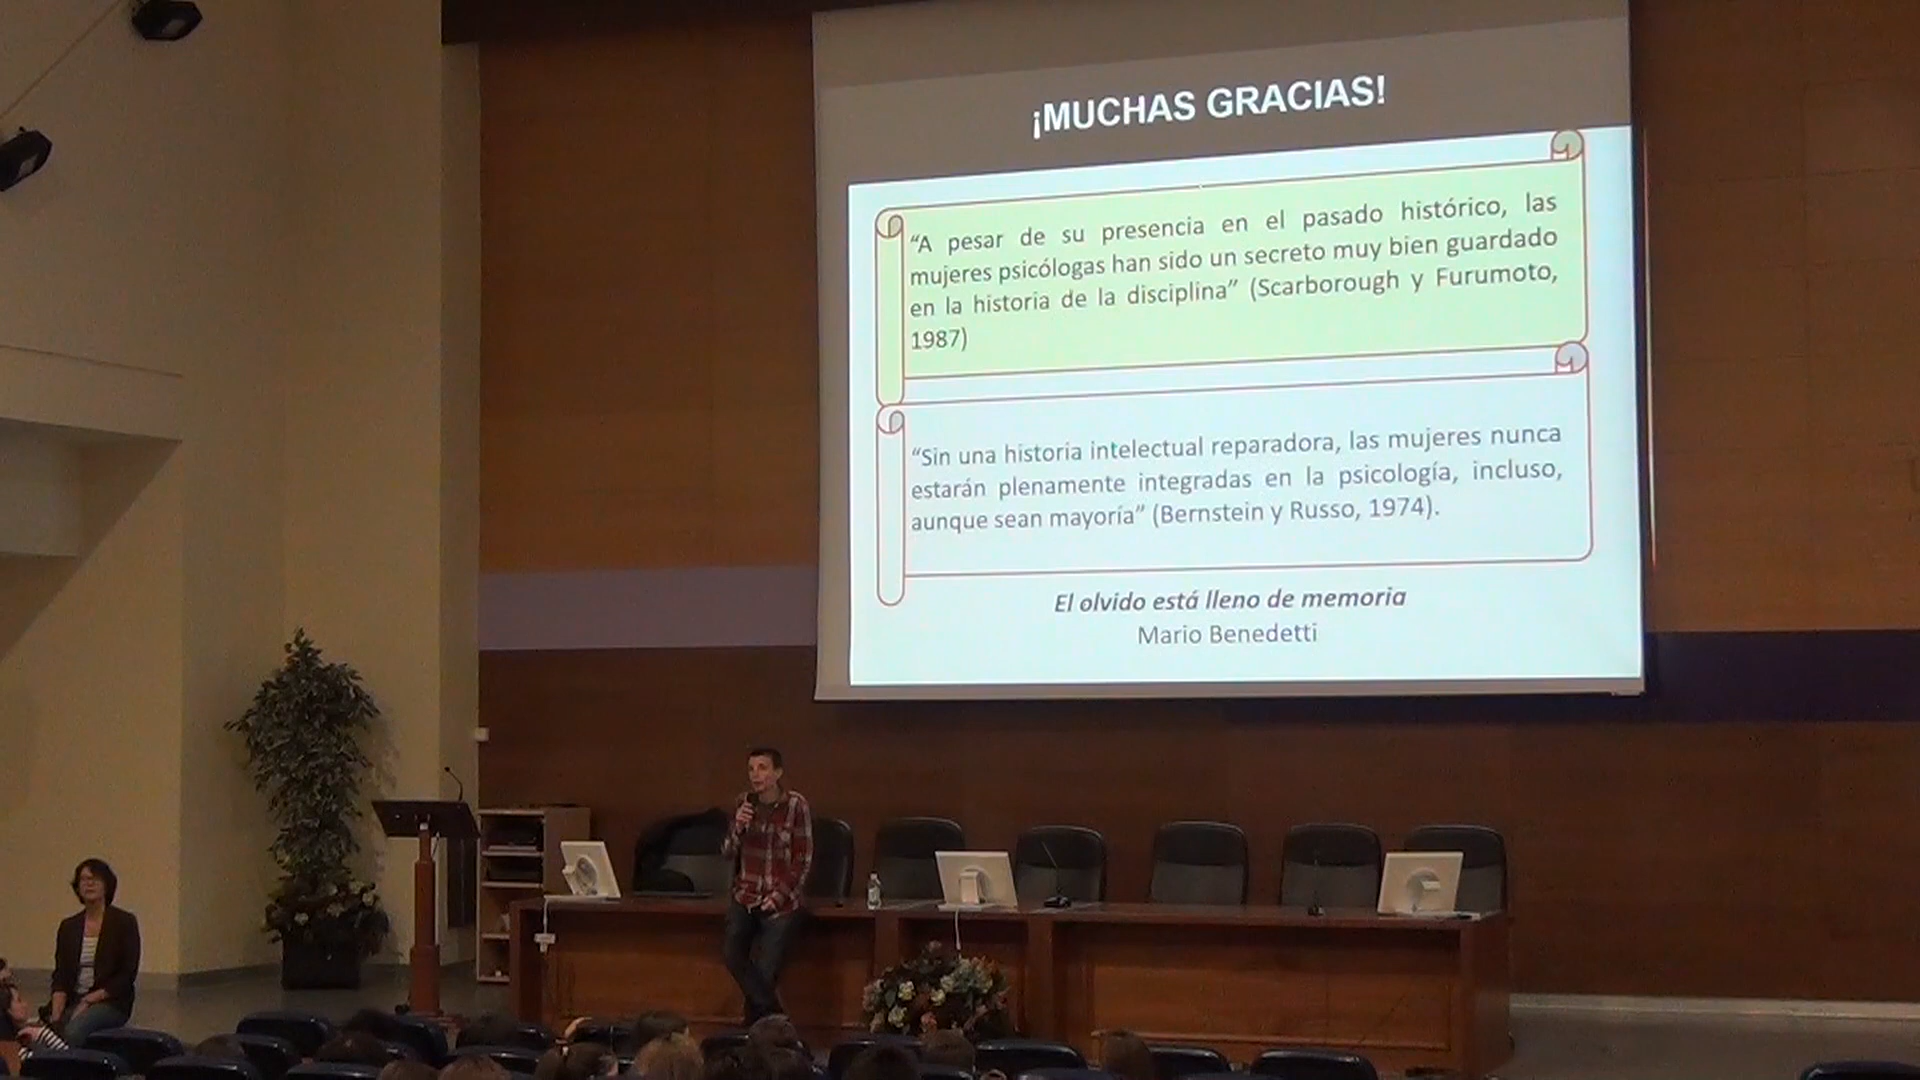 ¡MUCHAS GRACIAS!
“A pesar de su presencia en el pasado histórico, las
mujeres psicólogas han sido un secreto muy bien guardado
en la historia de la disciplina” (Scarborough y Furumoto,
1987)
“Sin una historia intelectual reparadora, las mujeres nunca
estarán plenamente integradas en la psicología, incluso,
aunque sean mayoría” (Bernstein y Russo, 1974).
El olvido está lleno de memoria
Mario Benedetti